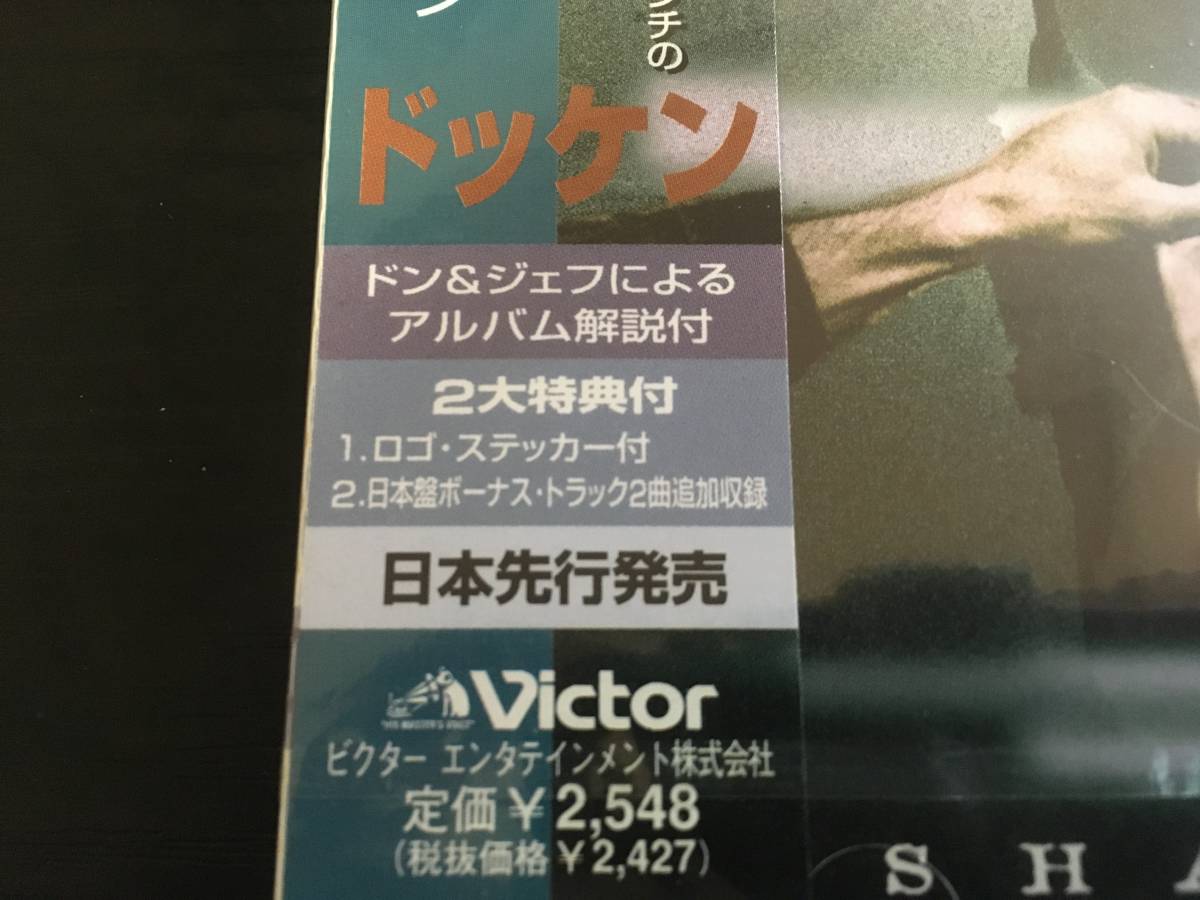 ドッケン
ドン&ジェフによる
アルバム解説付
2大特典付
1.ロゴ・ステッカー付
2.日本盤ボーナス・トラック2曲追加収録
日本先行発売
"HIS MASTER'S VOICE"
Victor
ビクター エンタテインメント株式会社
定価¥2,548
(税抜価格¥2,427)
SHA